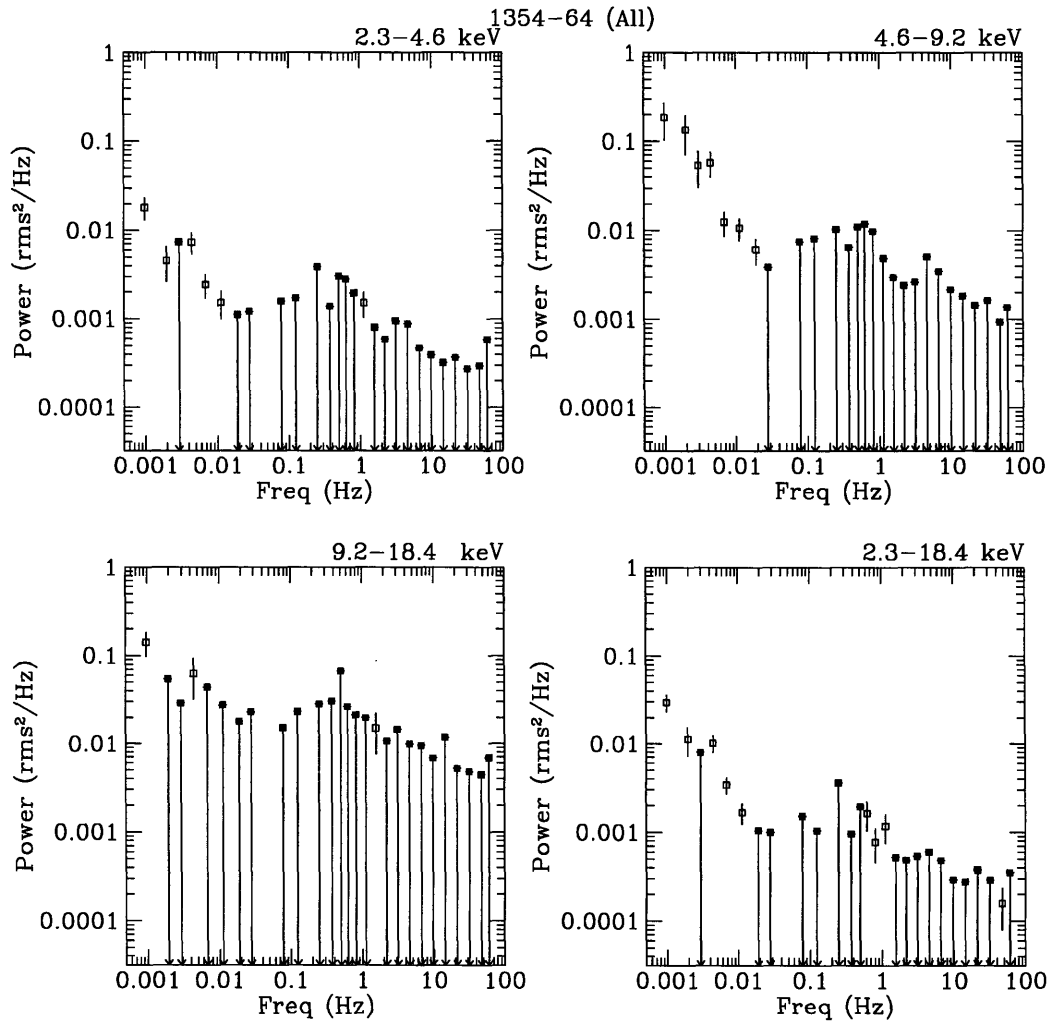 1354-64 (All)
2.3-4.6 keV
4.6-9.2 keV
1
0.1
0.01
0.001
0.0001
Power (rms²/Hz)
0.001 0.01 0.1 1 10 100
Freq (Hz)
1
0.1
0.01
0.001
0.0001
Power (rms²/Hz)
0.001 0.01 0.1 1 10 100
Freq (Hz)
9.2-18.4 keV
2.3-18.4 keV
1
0.1
0.01
0.001
0.0001
Power (rms²/Hz)
0.001 0.01 0.1 1 10 100
Freq (Hz)
1
0.1
0.01
0.001
0.0001
Power (rms²/Hz)
0.001 0.01 0.1 1 10 100
Freq (Hz)